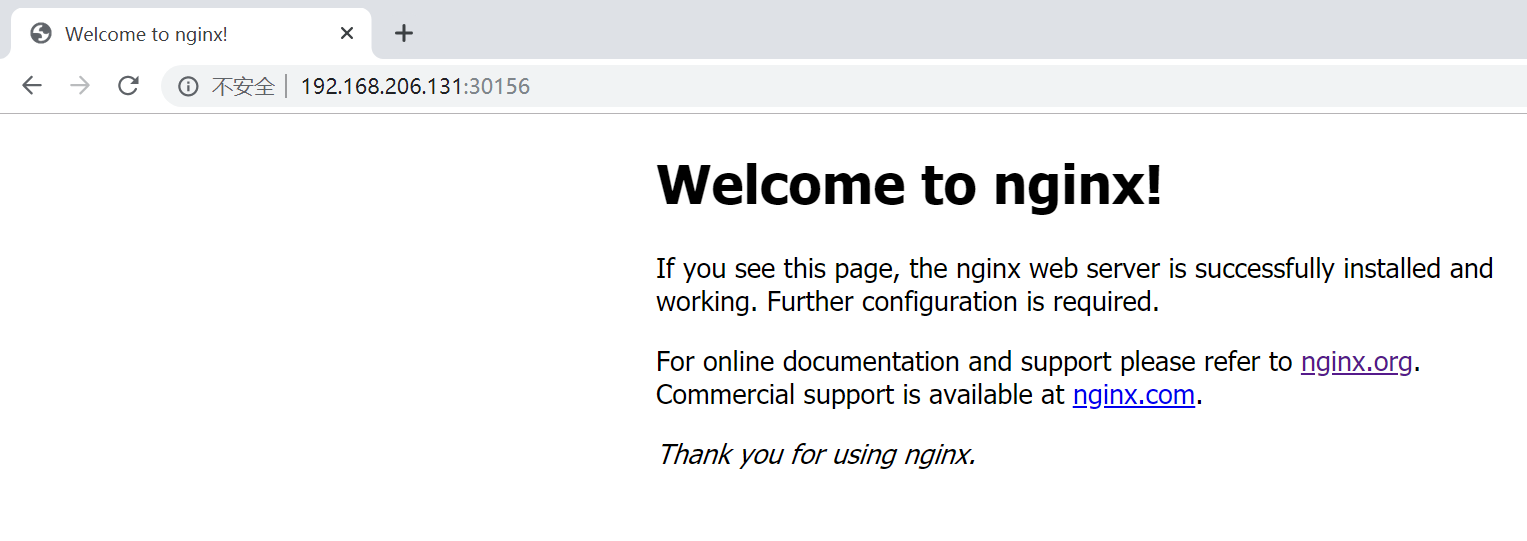 Welcome to nginx!
不安全 192.168.206.131:30156
Welcome to nginx!
If you see this page, the nginx web server is successfully installed and
working. Further configuration is required.
For online documentation and support please refer to nginx.org.
Commercial support is available at nginx.com.
Thank you for using nginx.